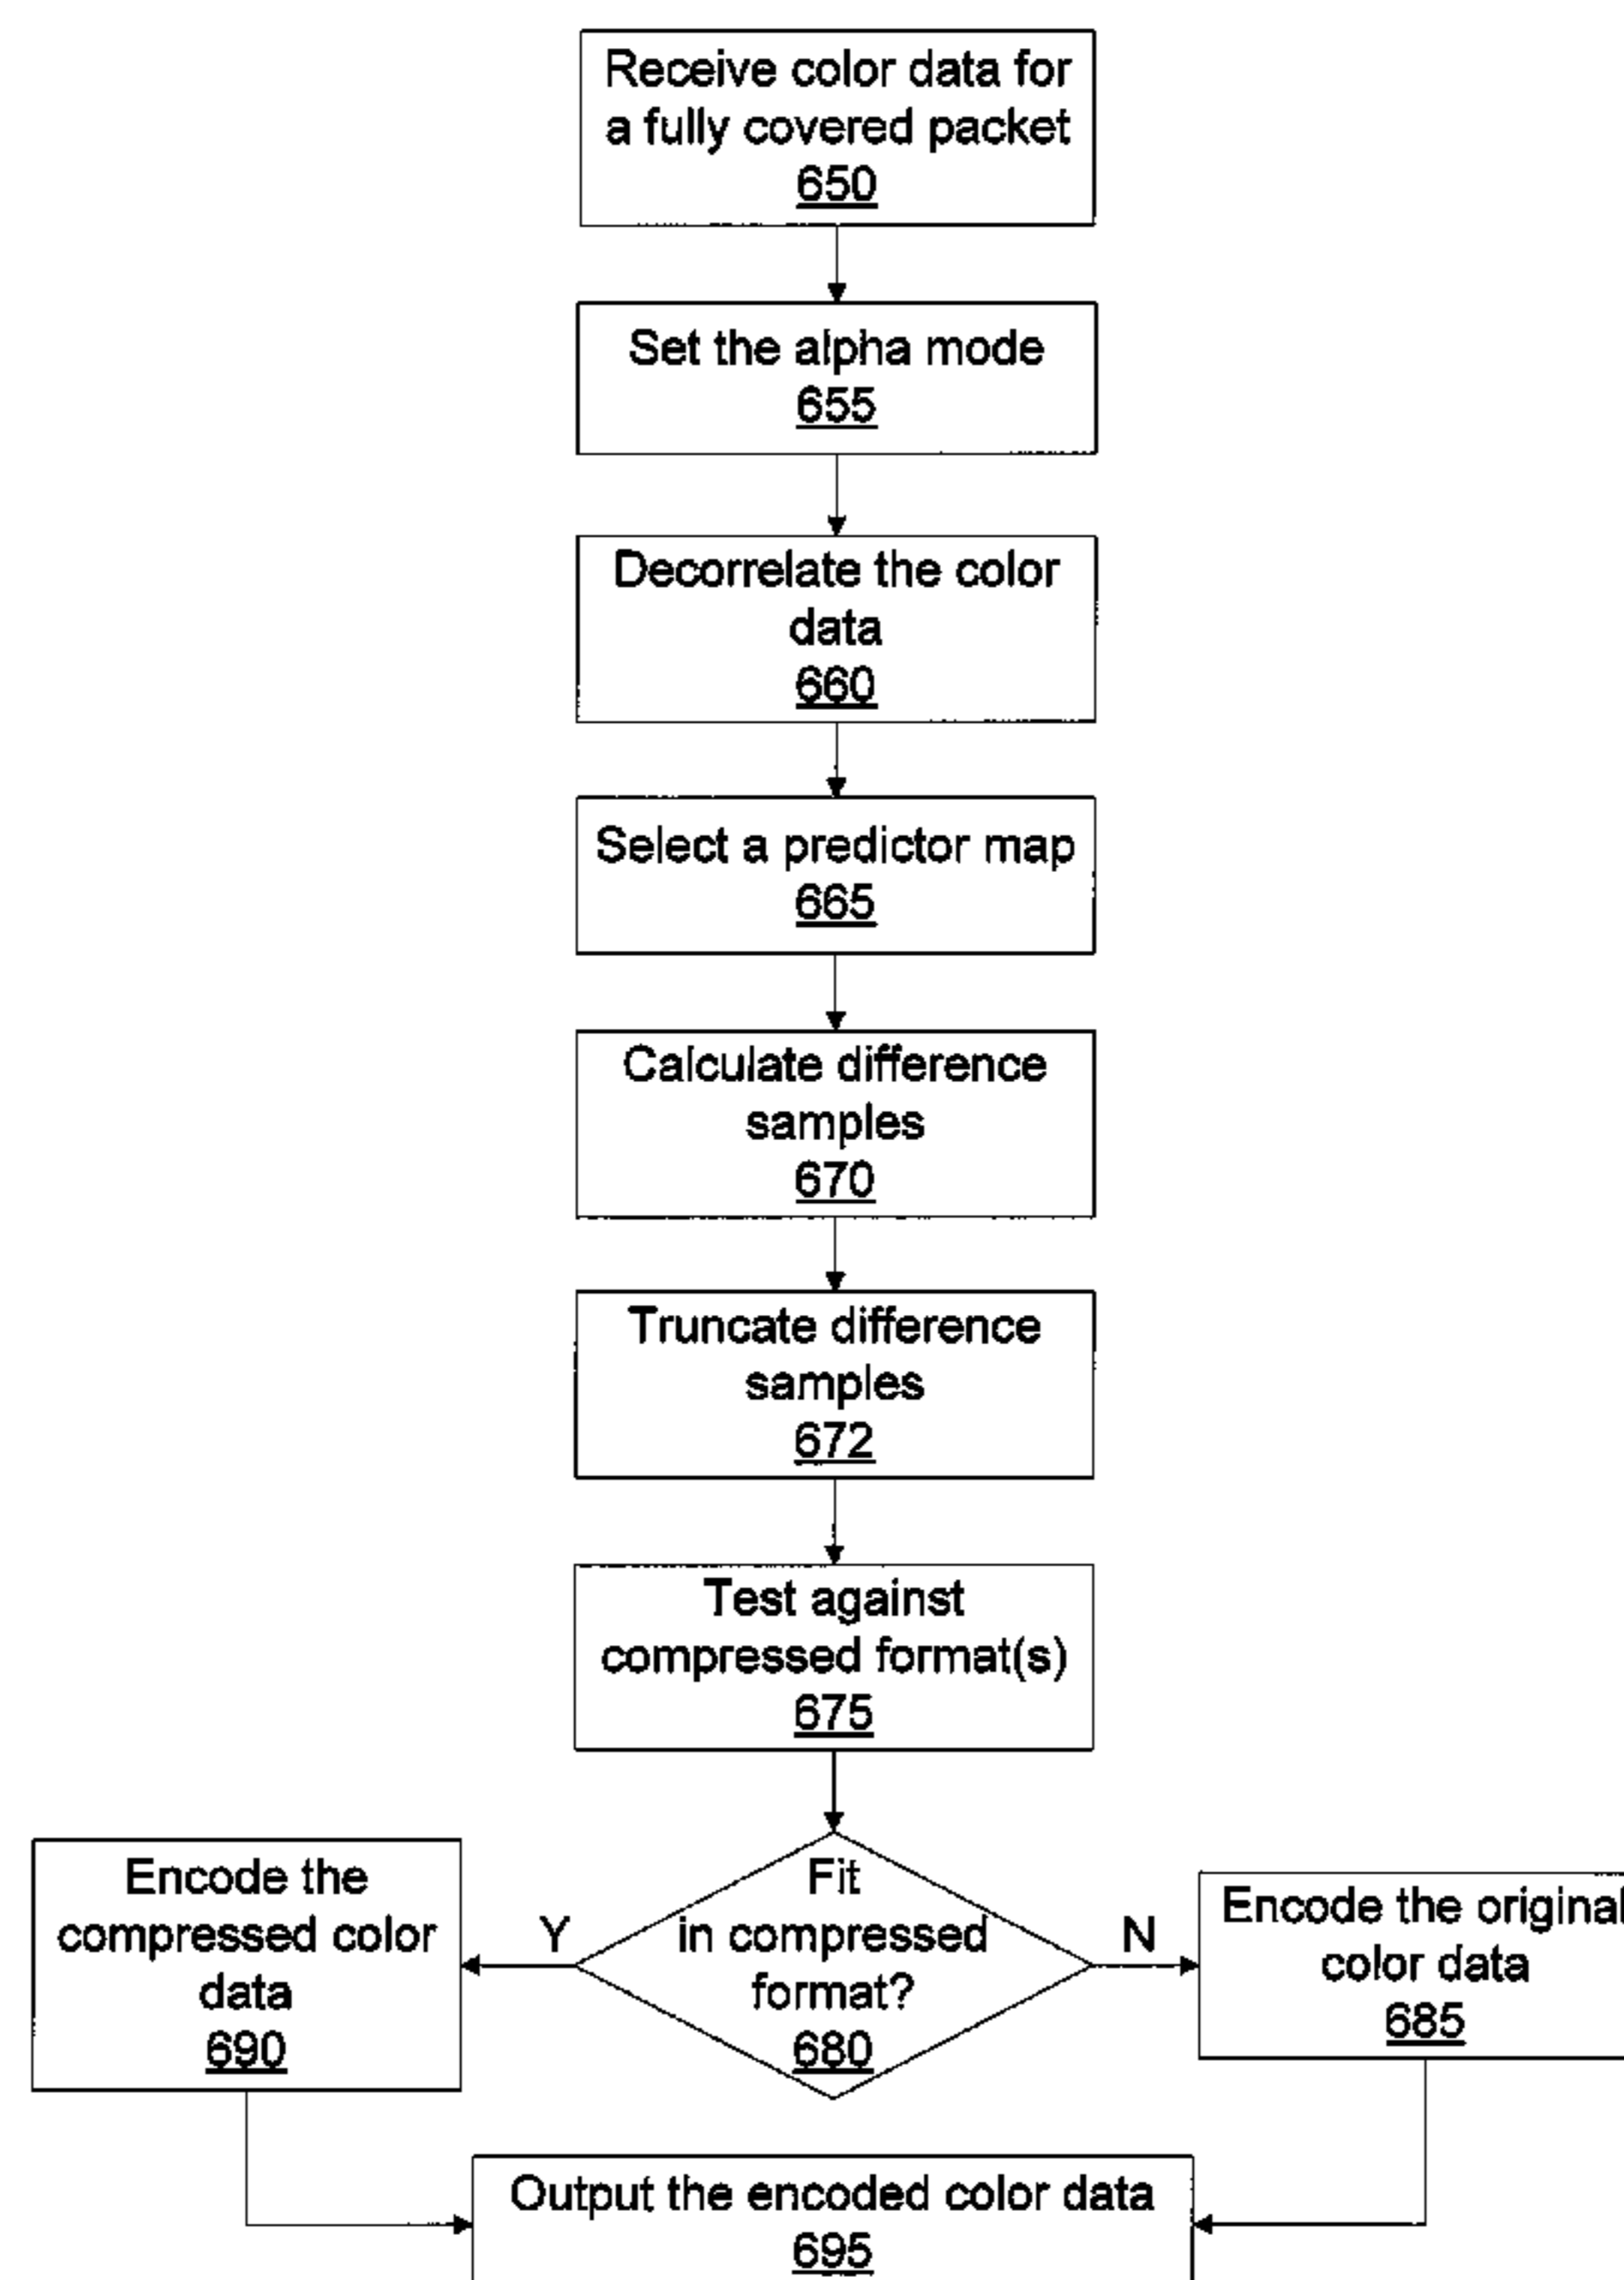 Receive color data for
a fully covered packet
650
Set the alpha mode
655
Decorrelate the color
data
660
Select a predictor map
665
Calculate difference
samples
670
Truncate difference
samples
672
Test against
compressed format(s)
675
Fit
in compressed
format?
680
Y
N
Encode the
compressed color
data
690
Encode the original
color data
685
Output the encoded color data
695